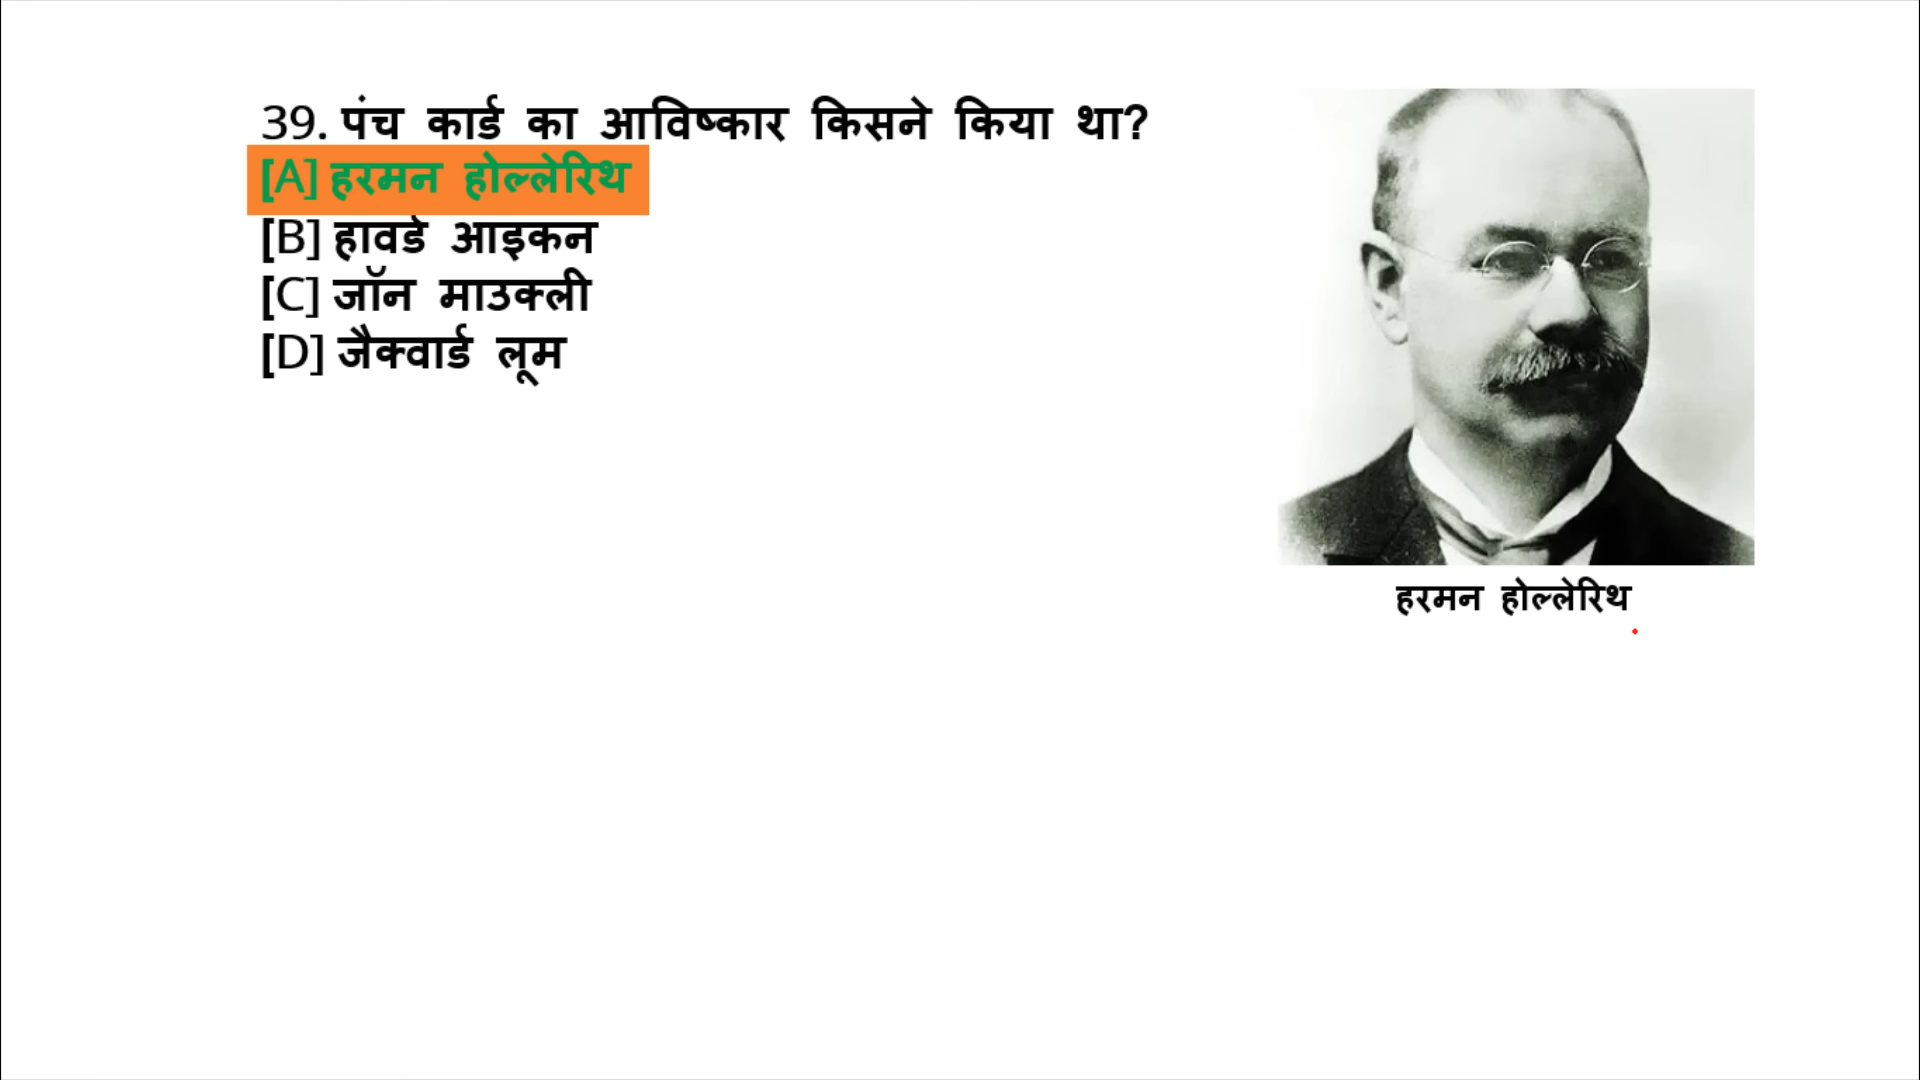 39. पंच कार्ड का आविष्कार किसने किया था?
[A] हरमन होल्लेरिथ
[B] हावर्ड आइकन
[C] जॉन माउक्ली
[D] जैक्वार्ड लूम
हरमन होल्लेरिथ